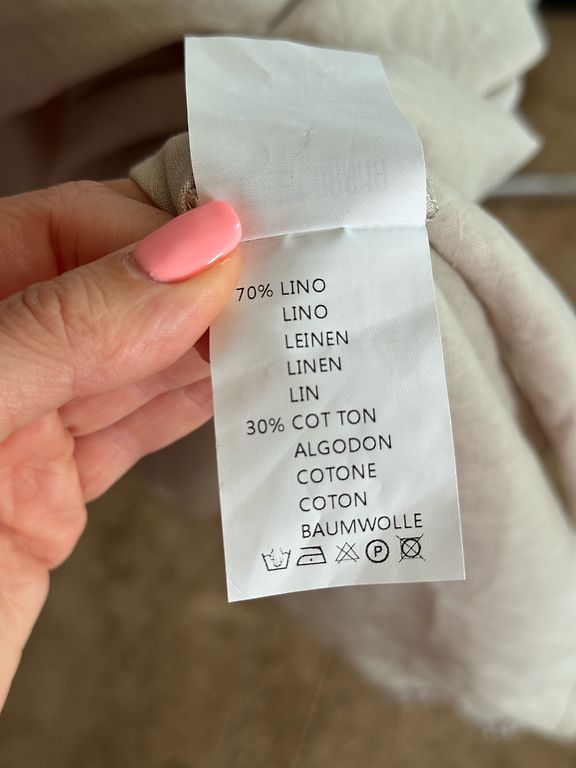 70% LINO
LINO
LEINEN
LINEN
LIN
30% COT TON
ALGODON
COTONE
COTON
BAUMWOLLE
P